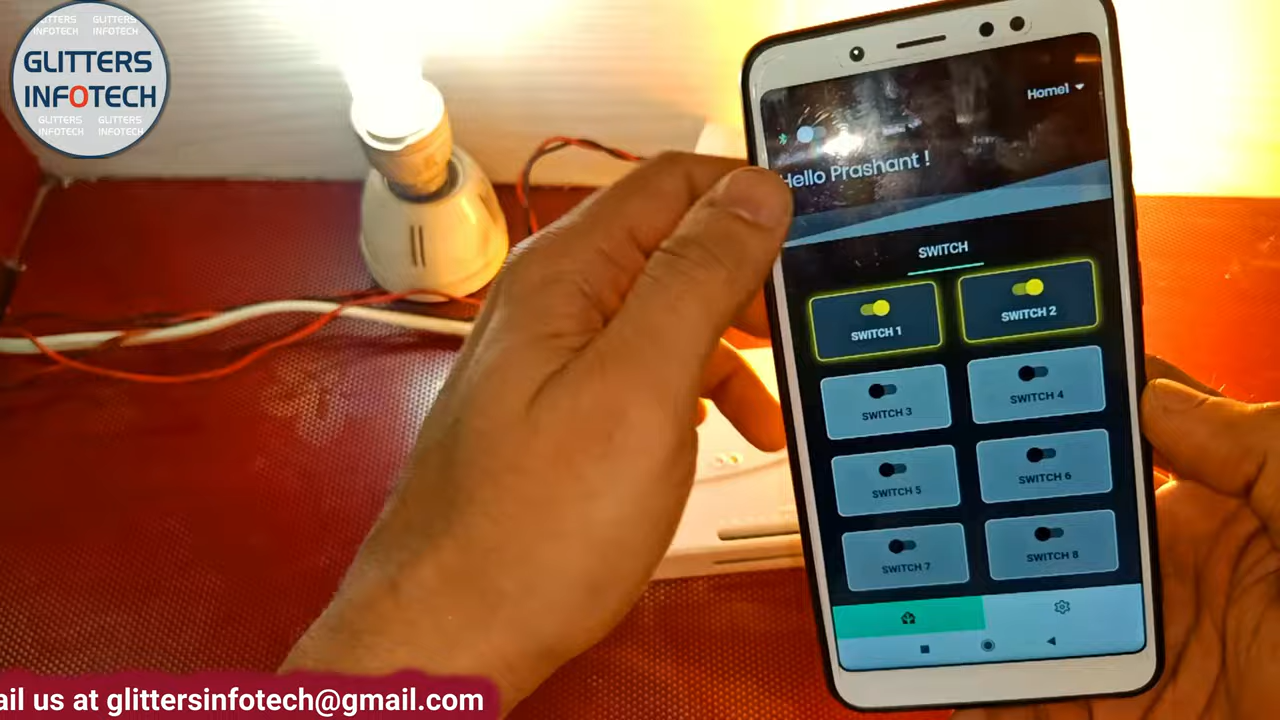 GLITTERS INFOTECH
GLITTERS INFOTECH
GLITTERS
INFOTECH
GLITTERS INFOTECH
GLITTERS INFOTECH
Home1
Hello Prashant !
SWITCH
SWITCH 1
SWITCH 2
SWITCH 3
SWITCH 4
SWITCH 5
SWITCH 6
SWITCH 7
SWITCH 8
ail us at glittersinfotech@gmail.com